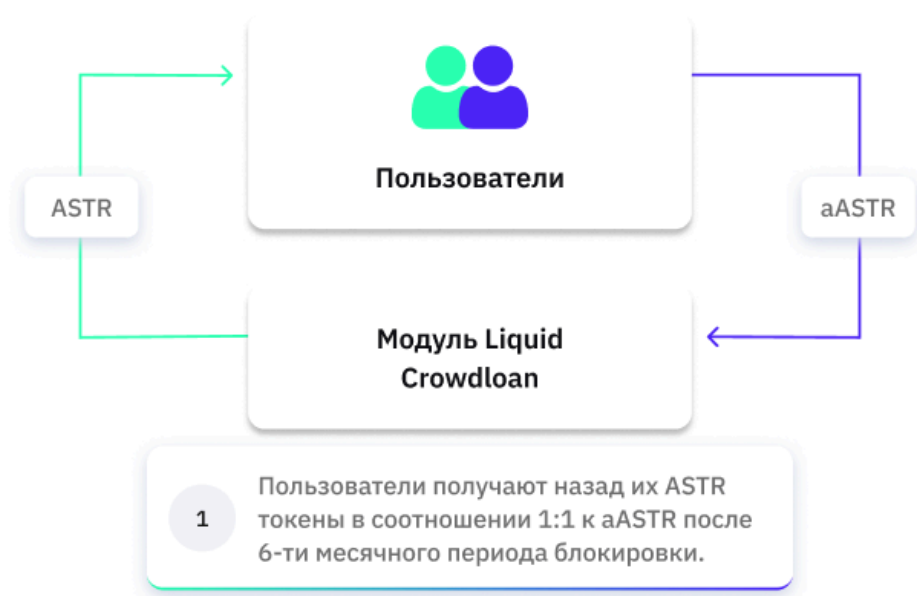 Пользователи
ASTR
aASTR
Модуль Liquid
Crowdloan
1
Пользователи получают назад их ASTR
токены в соотношении 1:1 к aASTR после
6-ти месячного периода блокировки.